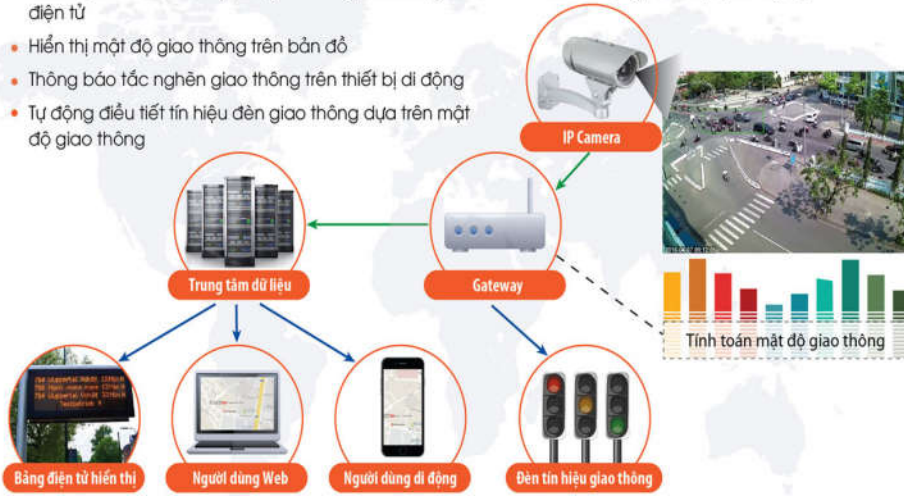 điện tử
Hiển thị mật độ giao thông trên bản đồ
Thông báo tắc nghẽn giao thông trên thiết bị di động
Tự động điều tiết tín hiệu đèn giao thông dựa trên mật
độ giao thông
IP Camera
Trung tâm dữ liệu
Gateway
Tính toán mật độ giao thông
Bảng điện tử hiển thị
Người dùng Web
Người dùng di động
Đèn tín hiệu giao thông